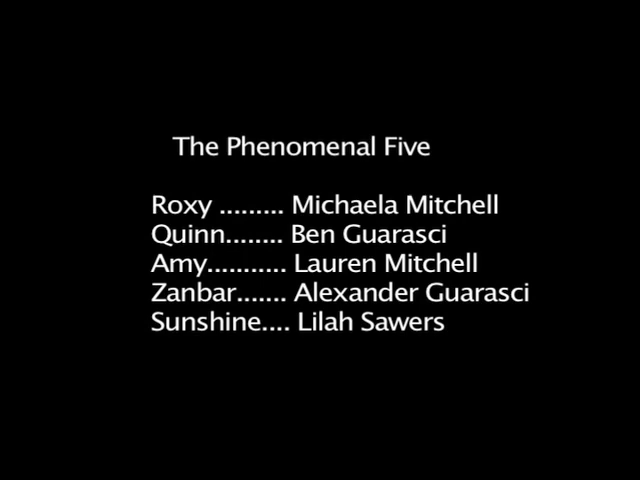 The Phenomenal Five
Roxy ......... Michaela Mitchell
Quinn........ Ben Guarasci
Amy........... Lauren Mitchell
Zanbar....... Alexander Guarasci
Sunshine.... Lilah Sawers